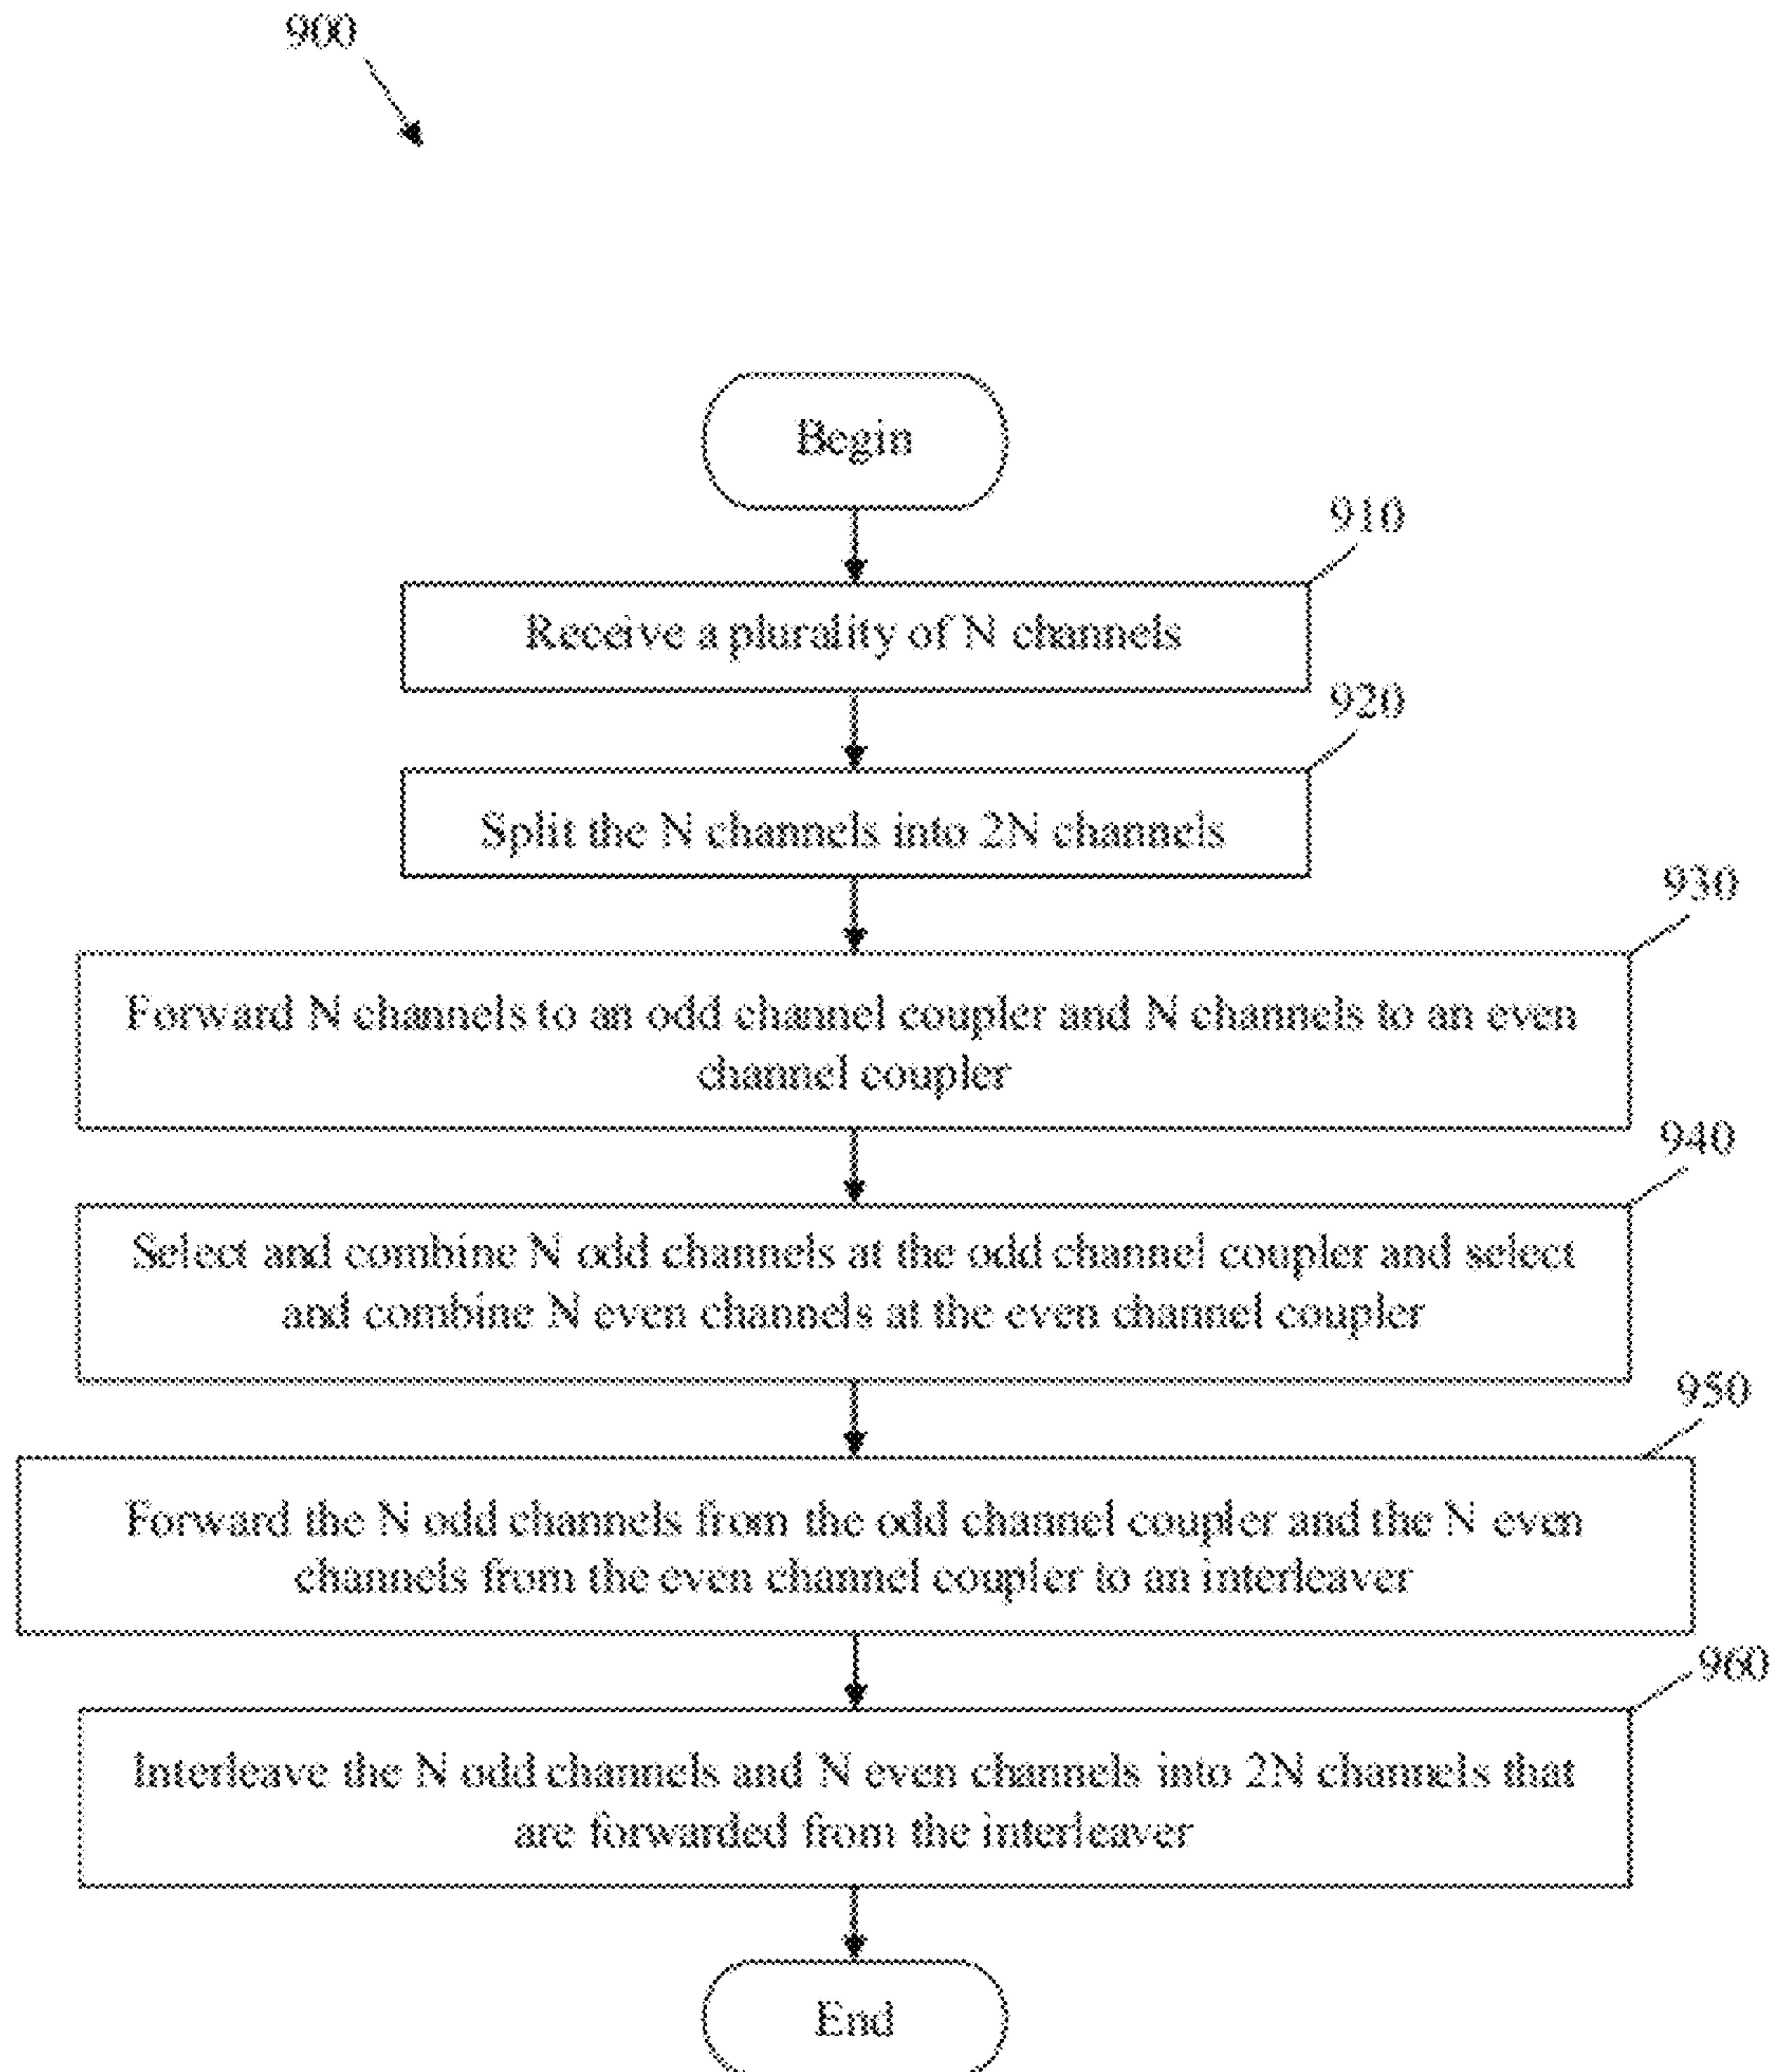 900
Begin
910
Receive a plurality of N channels
920
Split the N channels into 2N channels
930
Forward N channels to an odd channel coupler and N channels to an even
channel coupler
940
Select and combine N odd channels at the odd channel coupler and select
and combine N even channels at the even channel coupler
950
Forward the N odd channels from the odd channel coupler and the N even
channels from the even channel coupler to an interleaver
960
Interleave the N odd channels and N even channels into 2N channels that
are forwarded from the interleaver
End